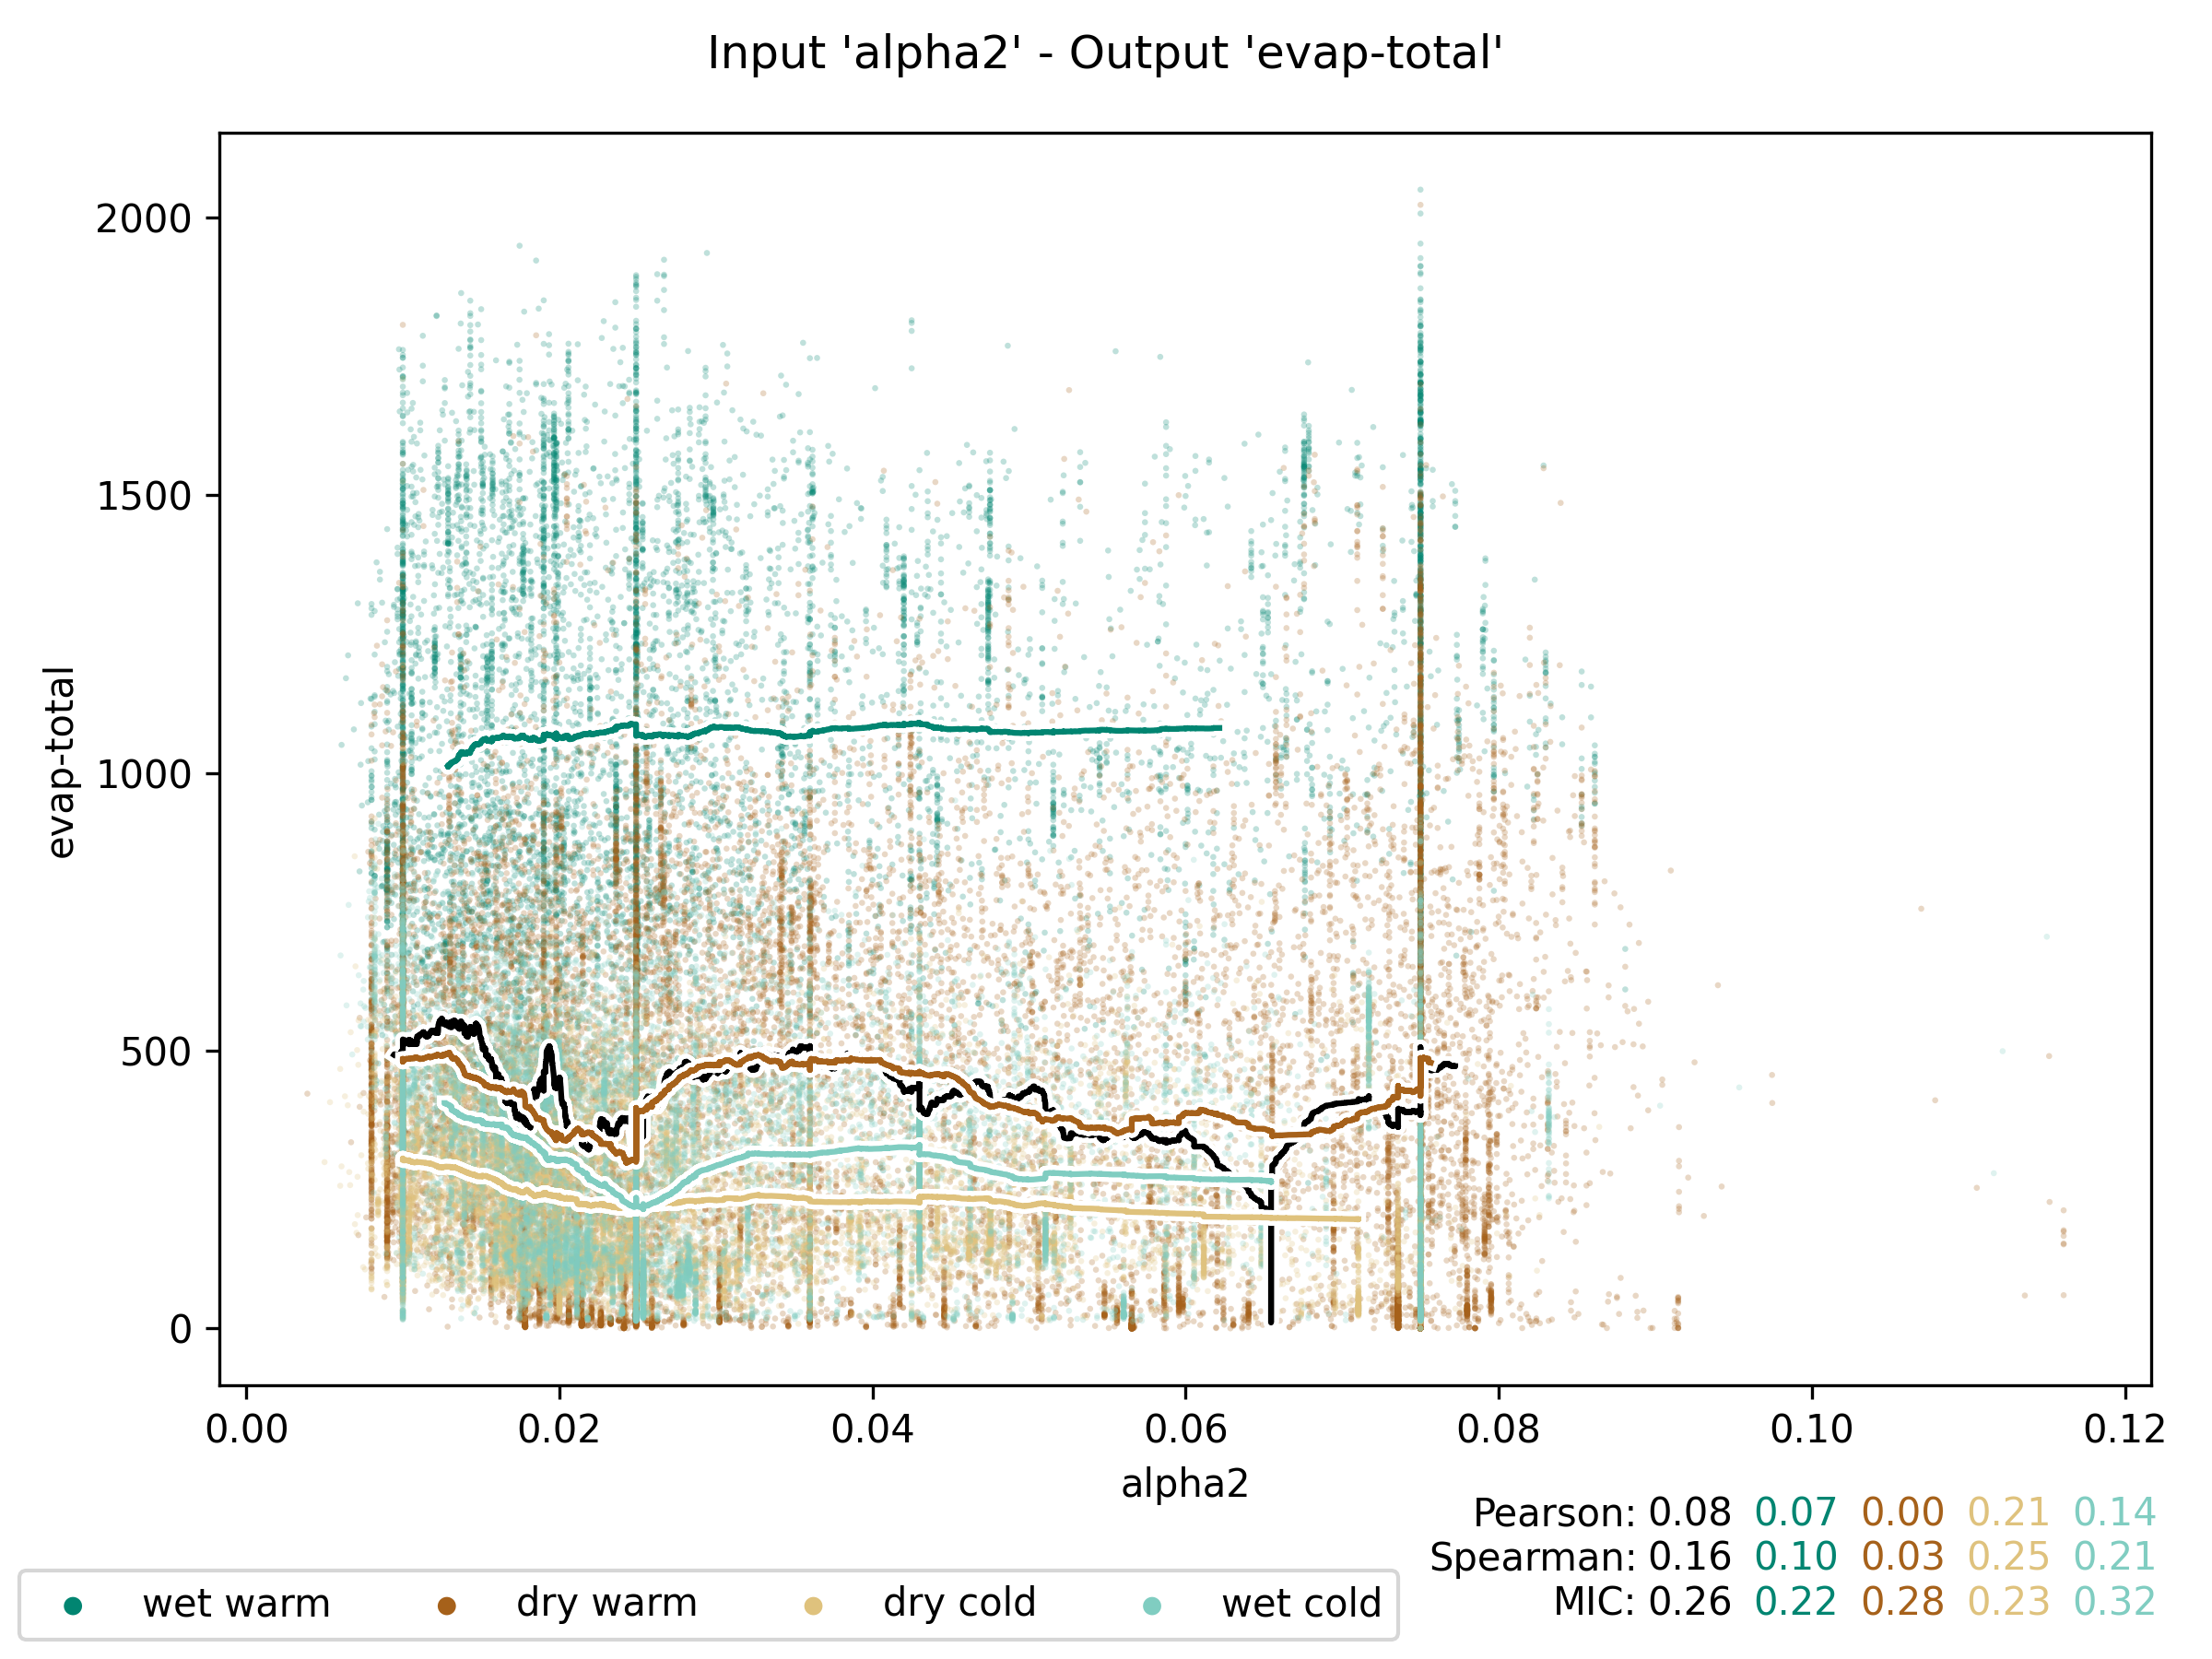 Input 'alpha2' - Output 'evap-total'
evap-total
2000
1500
1000
500
0
0.00 0.02 0.04 0.06 0.08 0.10 0.12
alpha2
Pearson: 0.08 0.07 0.00 0.21 0.14
Spearman: 0.16 0.10 0.03 0.25 0.21
MIC: 0.26 0.22 0.28 0.23 0.32
wet warm dry warm dry cold wet cold